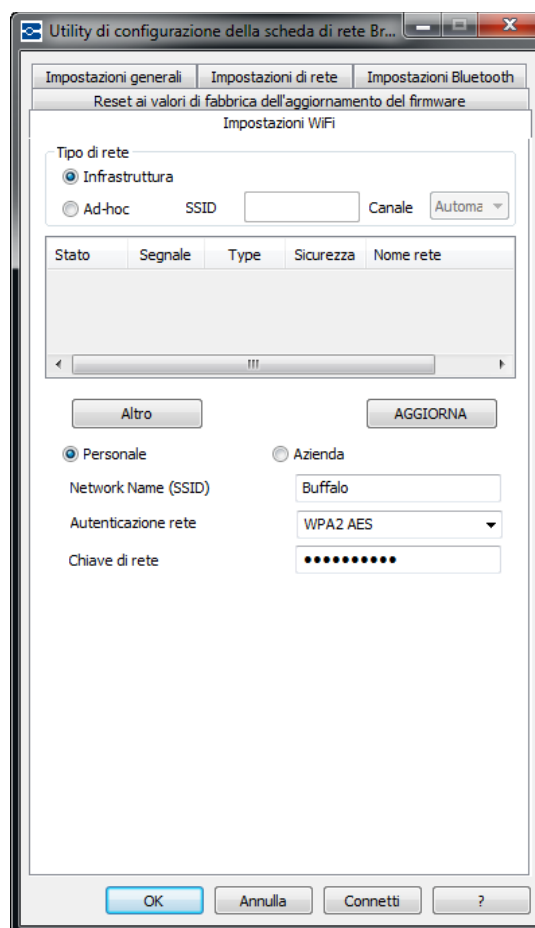 Utility di configurazione della scheda di rete Br...
Impostazioni generali Impostazioni di rete Impostazioni Bluetooth
Reset ai valori di fabbrica dell'aggiornamento del firmware
Impostazioni WiFi
Tipo di rete
Infrastruttura
Ad-hoc SSID Canale Automa
Stato Segnale Type Sicurezza Nome rete
Altro AGGIORNA
Personale Azienda
Network Name (SSID) Buffalo
Autenticazione rete WPA2 AES
Chiave di rete ●●●●●●●●●●
OK Annulla Connetti ?